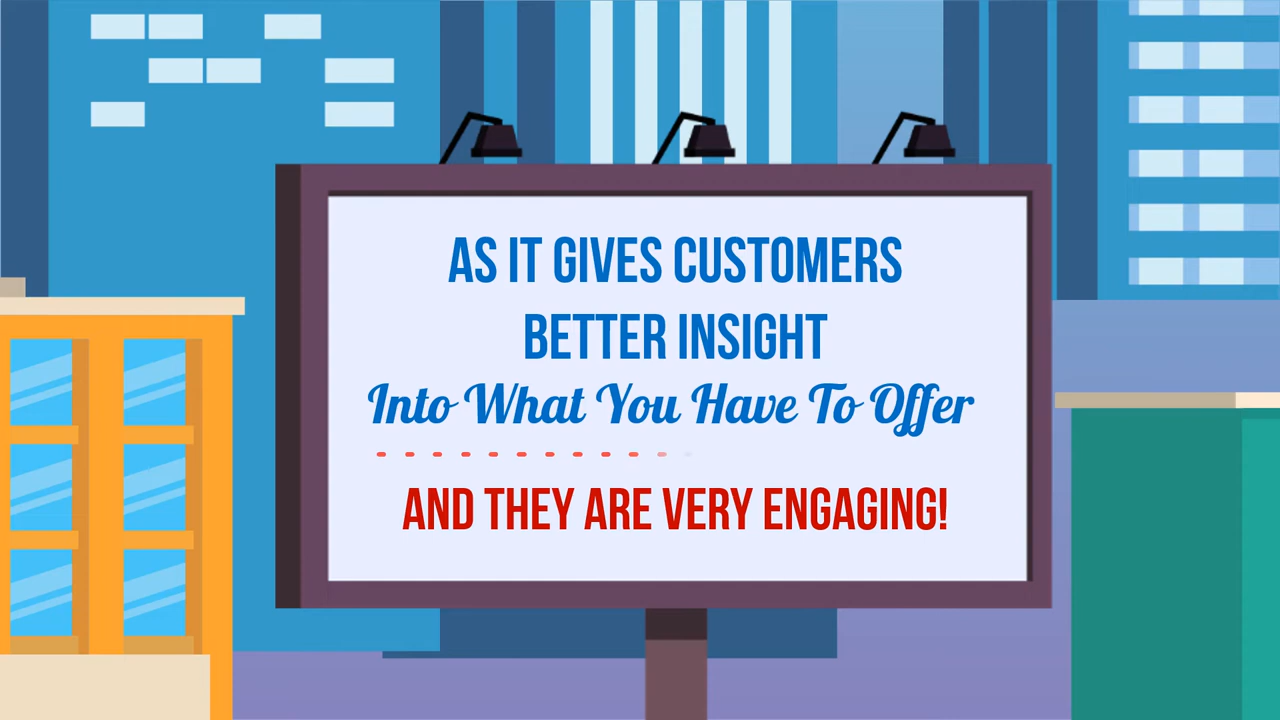 AS IT GIVES CUSTOMERS
BETTER INSIGHT
Into What You Have To Offer
AND THEY ARE VERY ENGAGING!